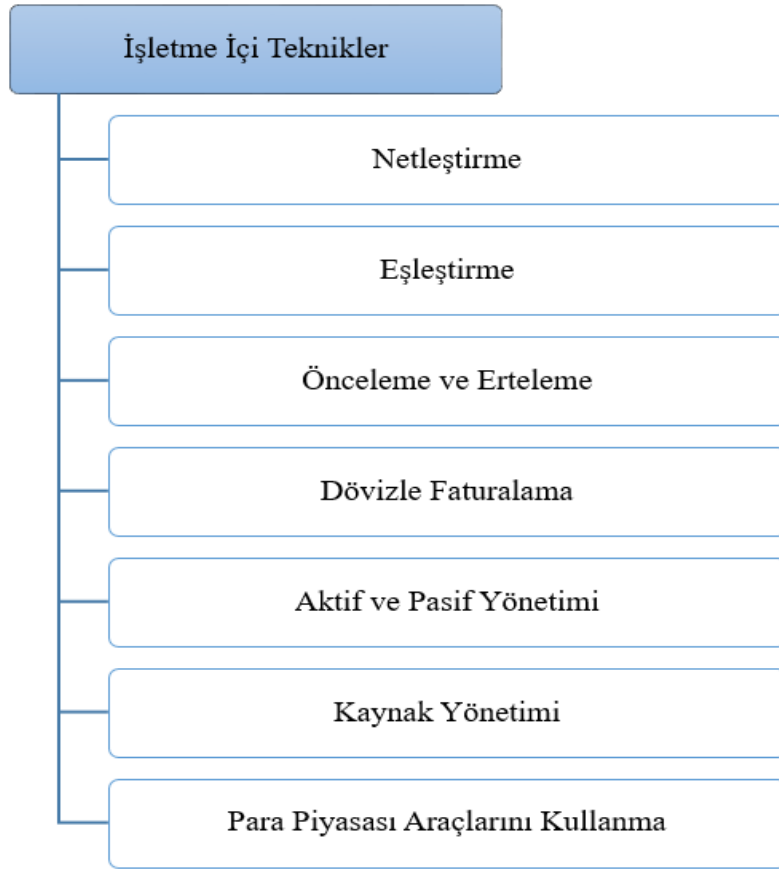 İşletme İçi Teknikler
Netleştirme
Eşleştirme
Önceleme ve Erteleme
Dövizle Faturalama
Aktif ve Pasif Yönetimi
Kaynak Yönetimi
Para Piyasası Araçlarını Kullanma